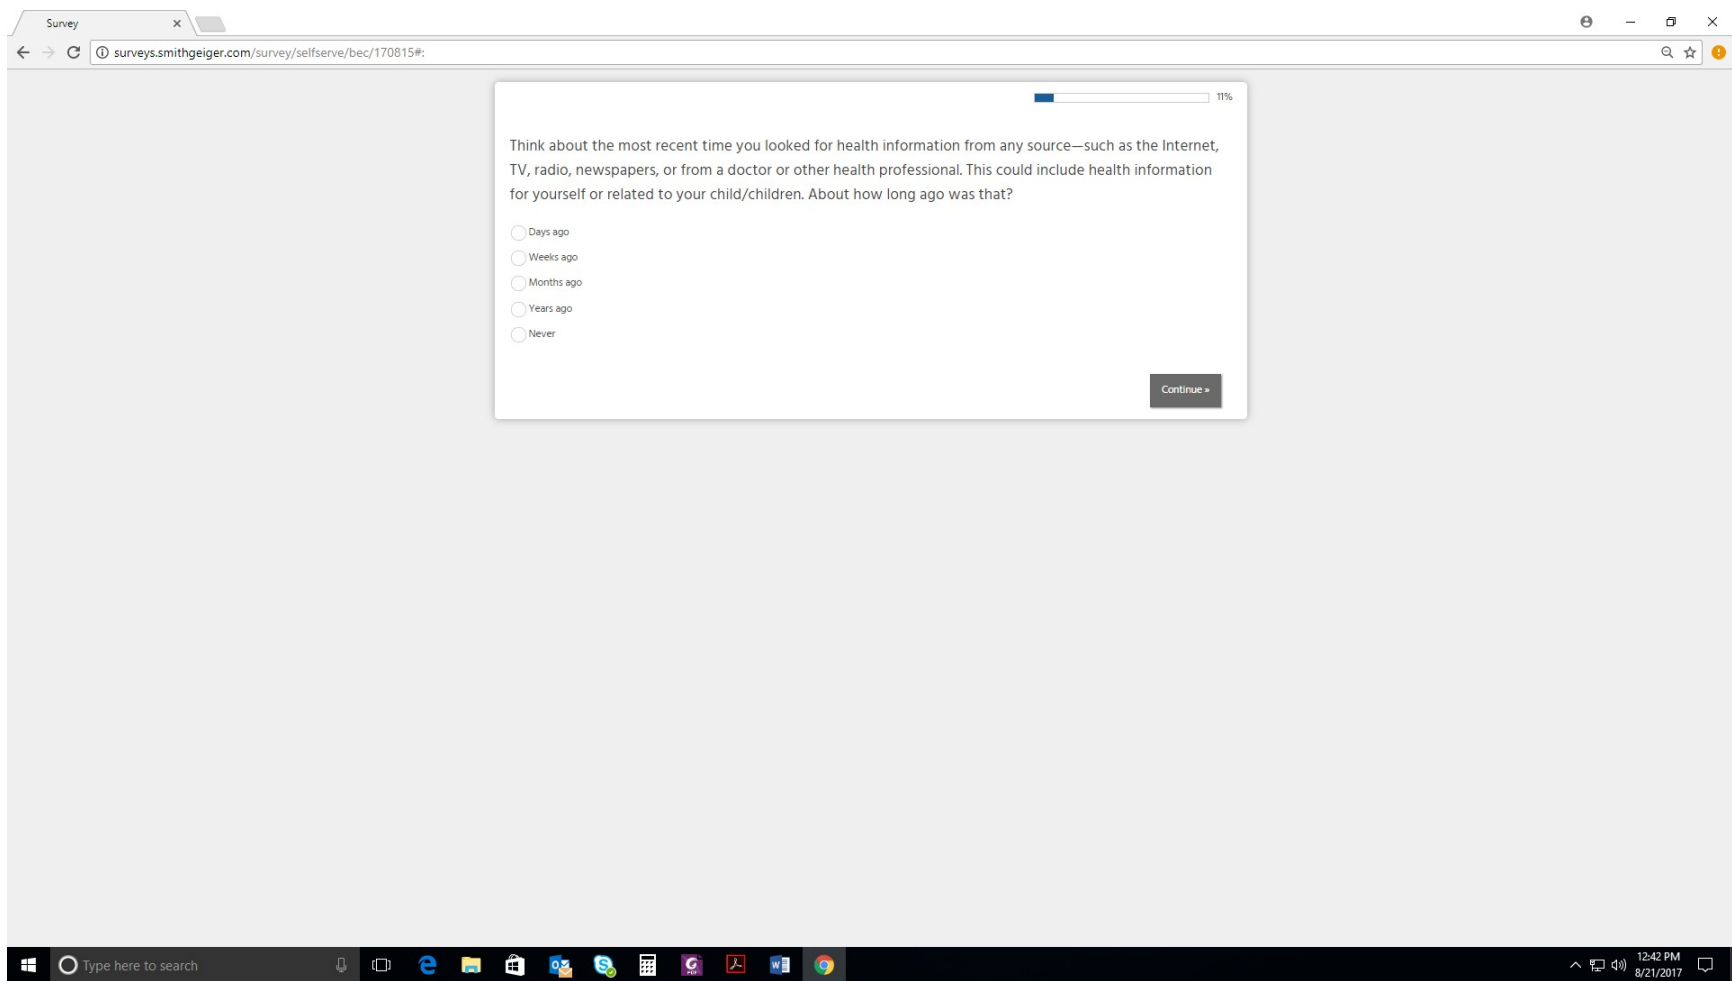 Survey
surveys.smithgeiger.com/survey/selfserve/bec/170815#:
11%
Think about the most recent time you looked for health information from any source—such as the Internet,
TV, radio, newspapers, or from a doctor or other health professional. This could include health information
for yourself or related to your child/children. About how long ago was that?
Days ago
Weeks ago
Months ago
Years ago
Never
Continue »
Type here to search
12:42 PM
8/21/2017